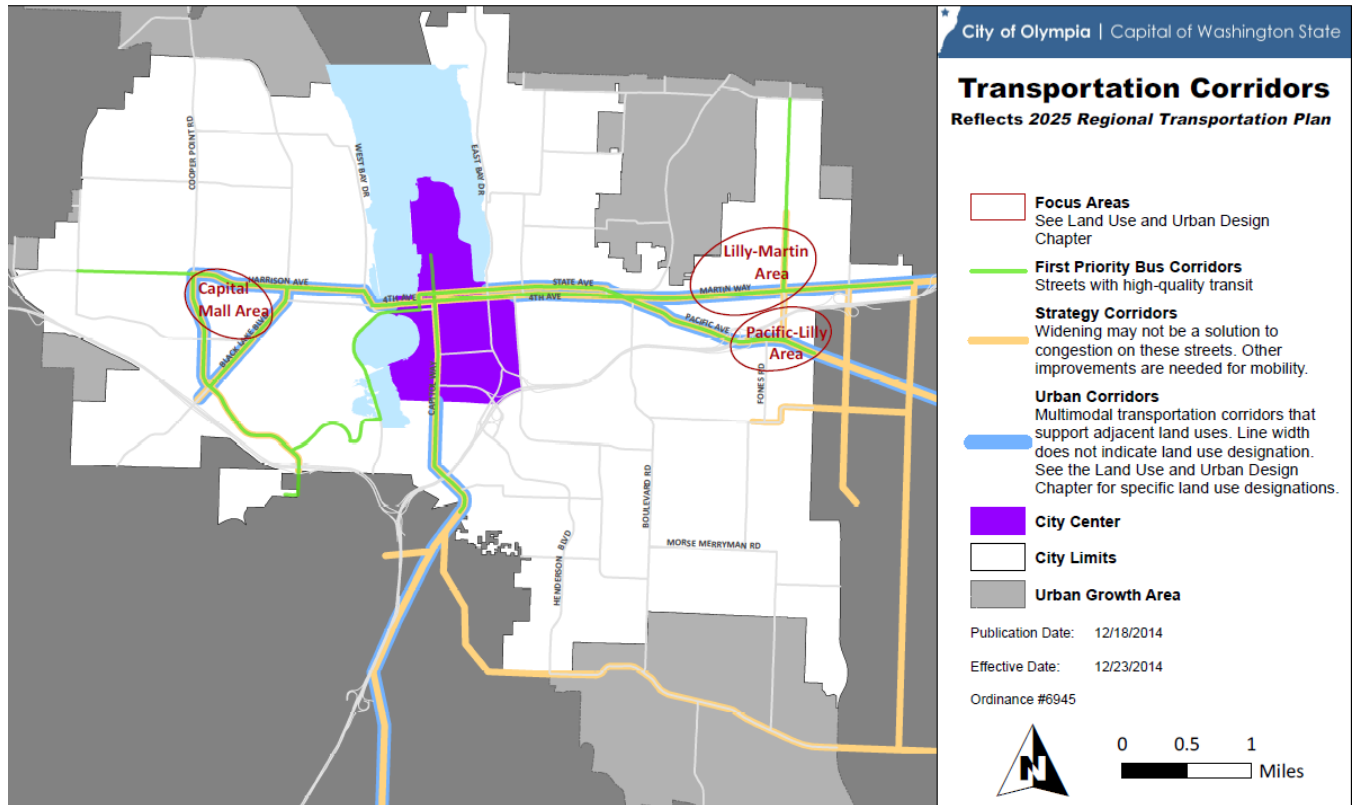 City of Olympia | Capital of Washington State
Transportation Corridors
Reflects 2025 Regional Transportation Plan
Focus Areas
See Land Use and Urban Design
Chapter
First Priority Bus Corridors
Streets with high-quality transit
Strategy Corridors
Widening may not be a solution to
congestion on these streets. Other
improvements are needed for mobility.
Urban Corridors
Multimodal transportation corridors that
support adjacent land uses. Line width
does not indicate land use designation.
See the Land Use and Urban Design
Chapter for specific land use designations.
City Center
City Limits
Urban Growth Area
Publication Date: 12/18/2014
Effective Date: 12/23/2014
Ordinance #6945
N
0 0.5 1
Miles
COOPER POINT RD
WEST BAY DR
EAST BAY DR
Lilly-Martin
Area
HARRISON AVE
Capital
Mall Area
BLACK LAKE BLVD
4TH AVE
STATE AVE
4TH AVE
MARTIN WAY
PACIFIC AVE
Pacific-Lilly
Area
CAPITOL WAY
FONES RD
BOULEVARD RD
HENDERSON BLVD
MORSE MERRYMAN RD